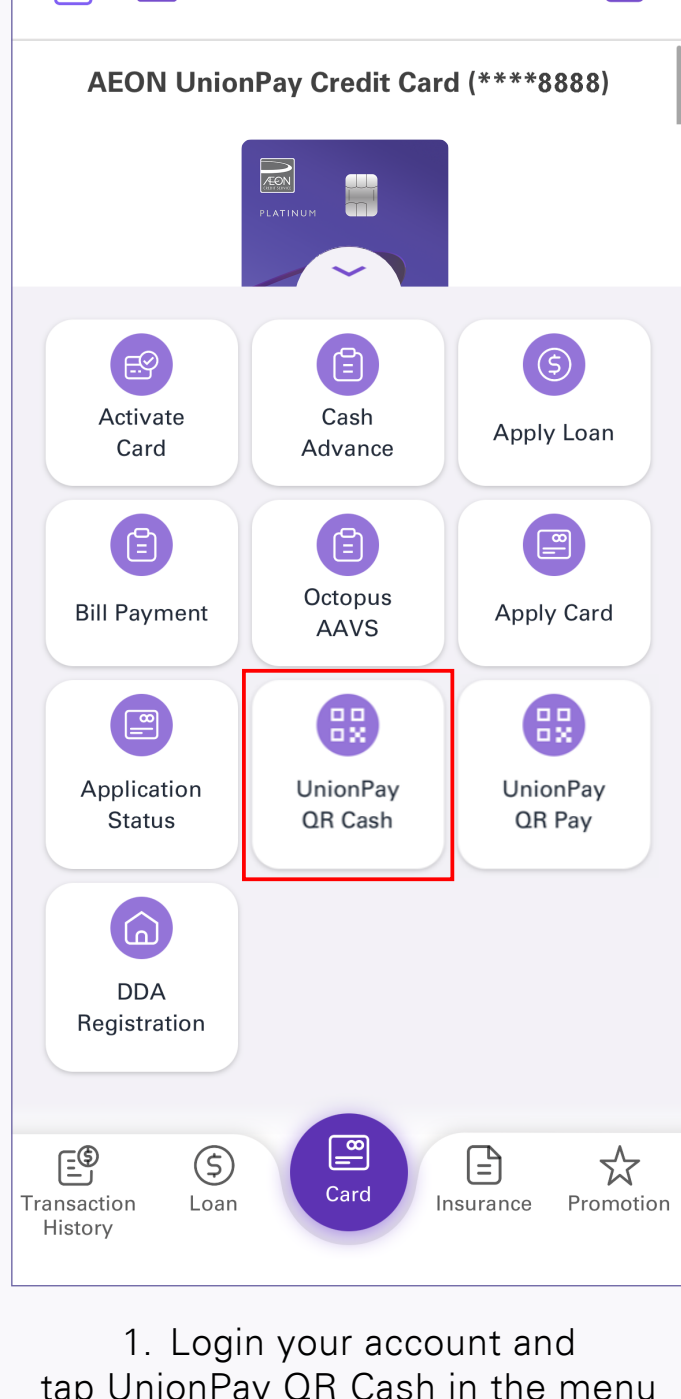 AEON UnionPay Credit Card (****8888)
AEON
CREDIT SERVICE
PLATINUM
Activate
Card
Cash
Advance
Apply Loan
Bill Payment
Octopus
AAVS
Apply Card
Application
Status
UnionPay
QR Cash
UnionPay
QR Pay
DDA
Registration
Transaction
History
Loan
Card
Insurance
Promotion
1. Login your account and
tap UnionPay QR Cash in the menu